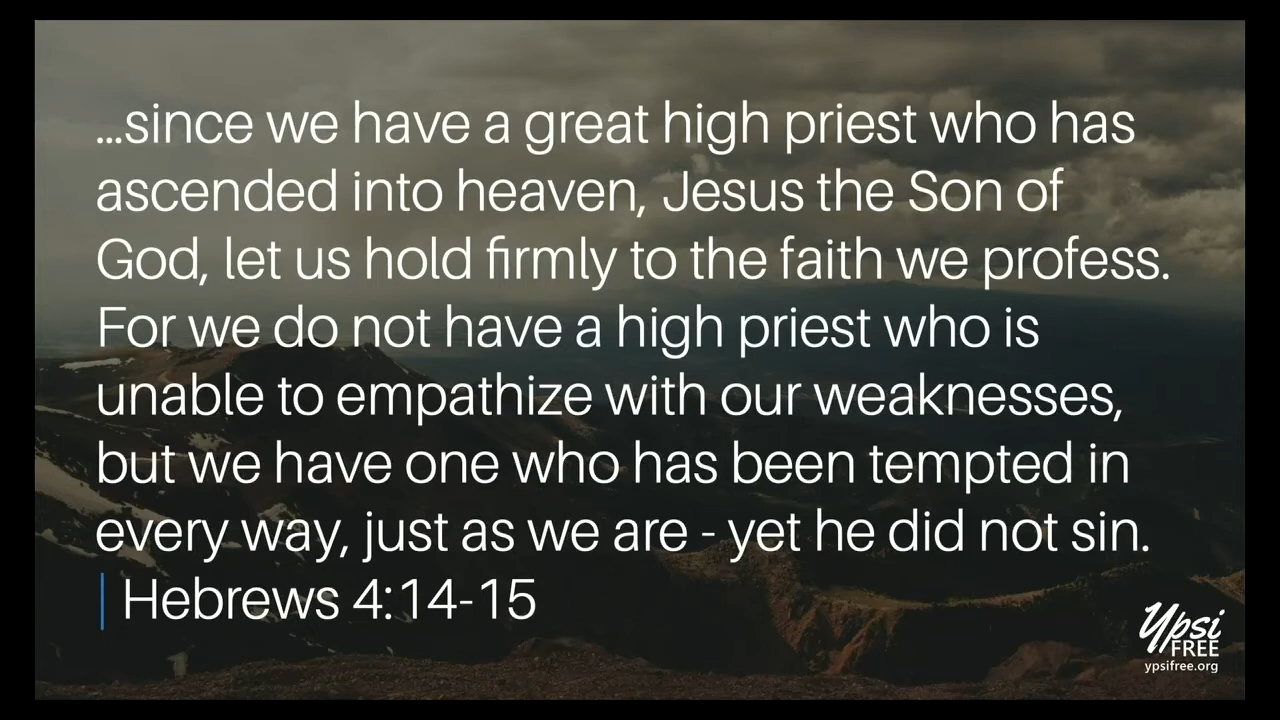 ...since we have a great high priest who has
ascended into heaven, Jesus the Son of
God, let us hold firmly to the faith we profess.
For we do not have a high priest who is
unable to empathize with our weaknesses,
but we have one who has been tempted in
every way, just as we are - yet he did not sin.
| Hebrews 4:14-15
Ypsi
FREE
ypsifree.org